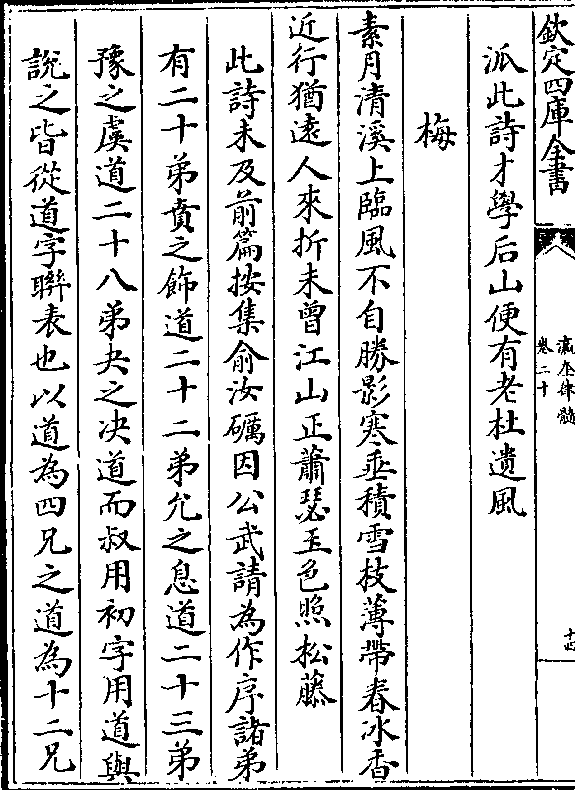 欽定四庫全書
瀛奎律髓
卷二十
十四
派此詩才學后山便有老杜遺風
梅
素月清溪上臨風不自勝影寒垂積雪枝薄帶春冰香
近行猶遠人來折未曾江山正蕭瑟玉色照松藤
此詩未及前篇按集俞汝礪因公武請為作序諸弟
有二十弟賁之飾道二十二弟允之息道二十三弟
豫之虞道二十八弟夬之决道而叔用初字用道與
說之皆從道字聯表也以道為四兄之道為十二兄